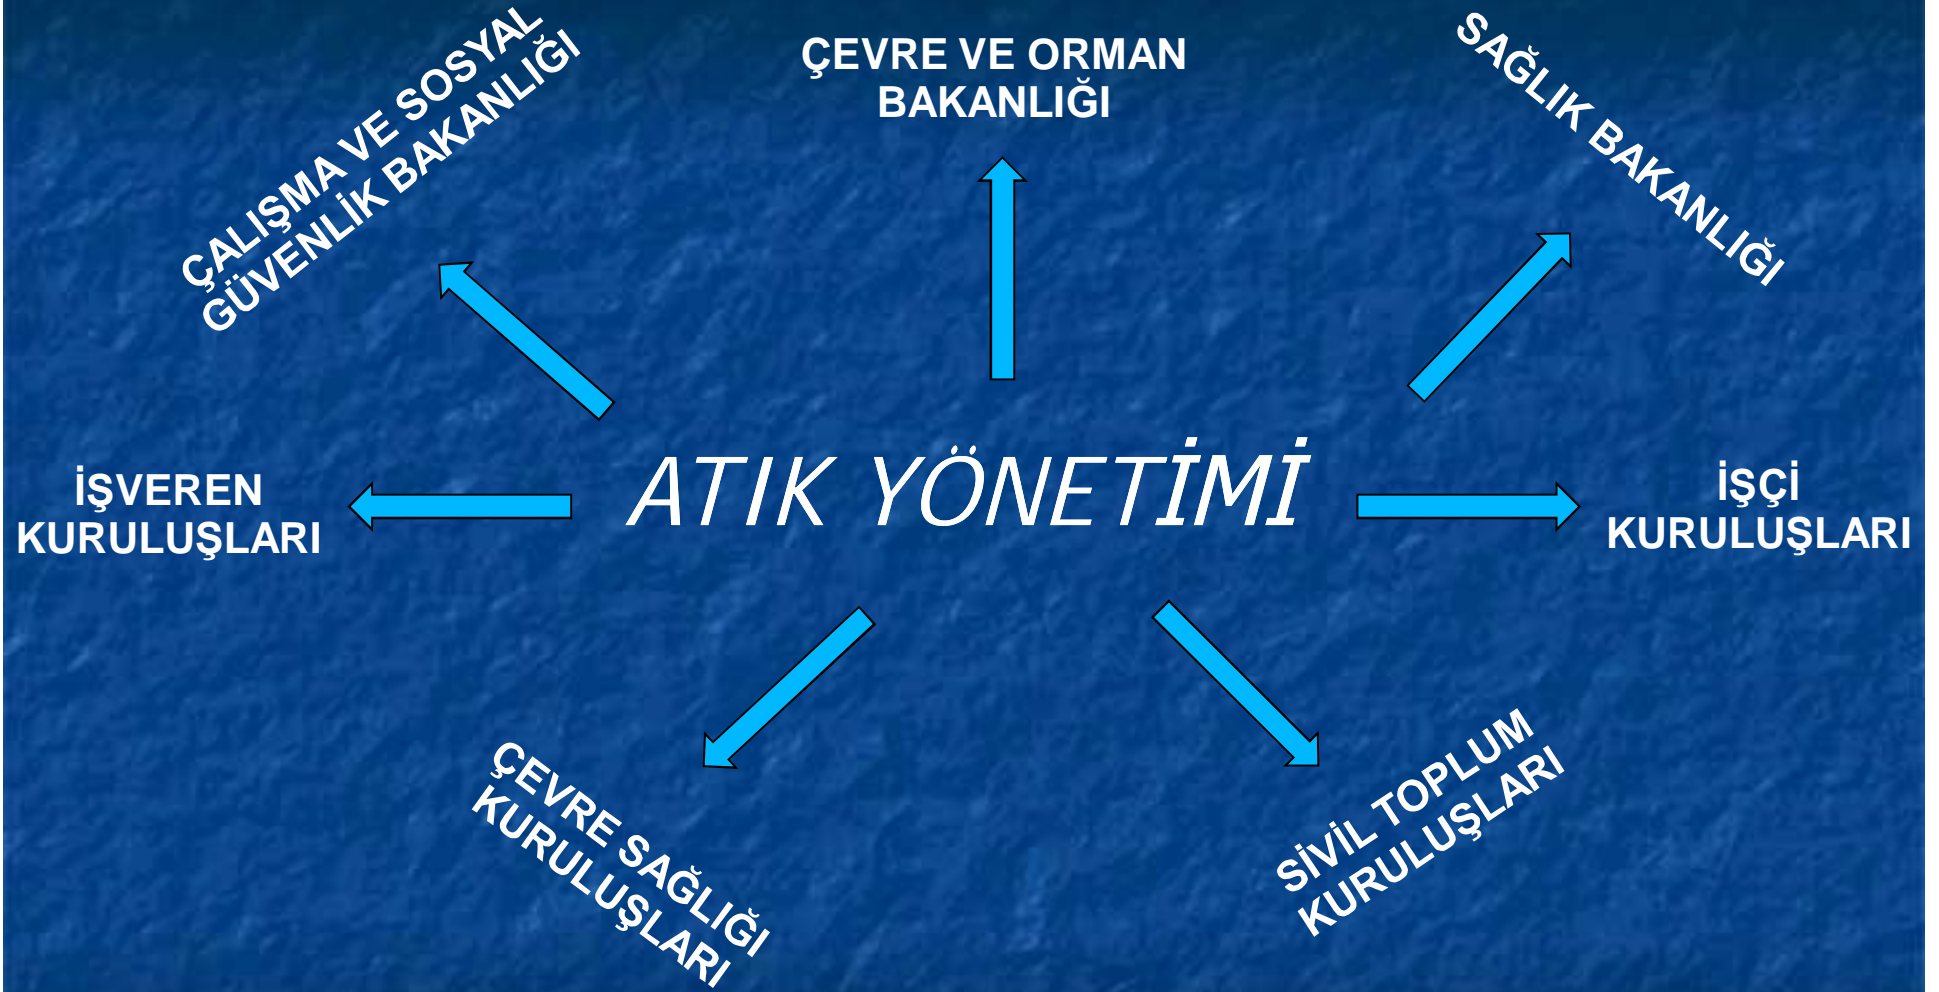 ÇALIŞMA VE SOSYAL
GÜVENLİK BAKANLIĞI
ÇEVRE VE ORMAN
BAKANLIĞI
SAĞLIK BAKANLIĞI
İŞVEREN
KURULUŞLARI
ATIK YÖNETİMİ
İŞÇİ
KURULUŞLARI
ÇEVRE SAĞLIĞI
KURULUŞLARI
SİVİL TOPLUM
KURULUŞLARI